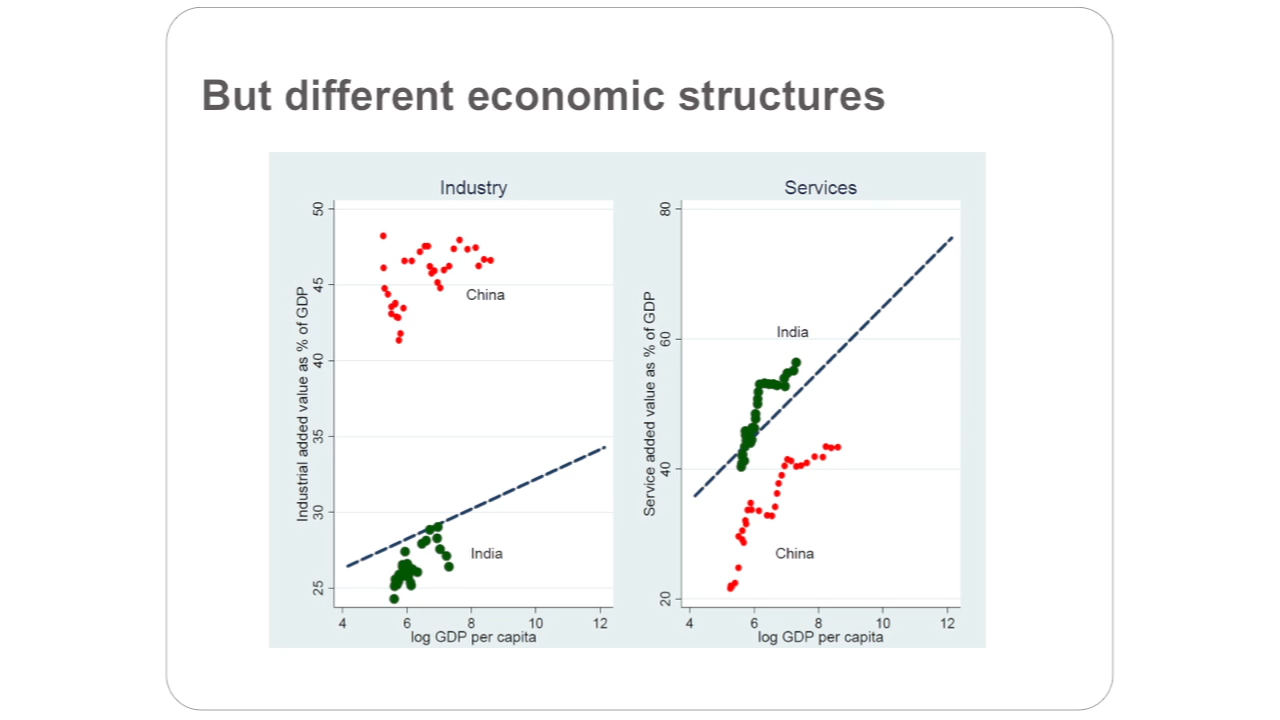 But different economic structures
Industry
Industrial added value as % of GDP
50
45
40
35
30
25
China
India
4 6 8 10 12
log GDP per capita
Services
Service added value as % of GDP
80
60
40
20
India
China
4 6 8 10 12
log GDP per capita